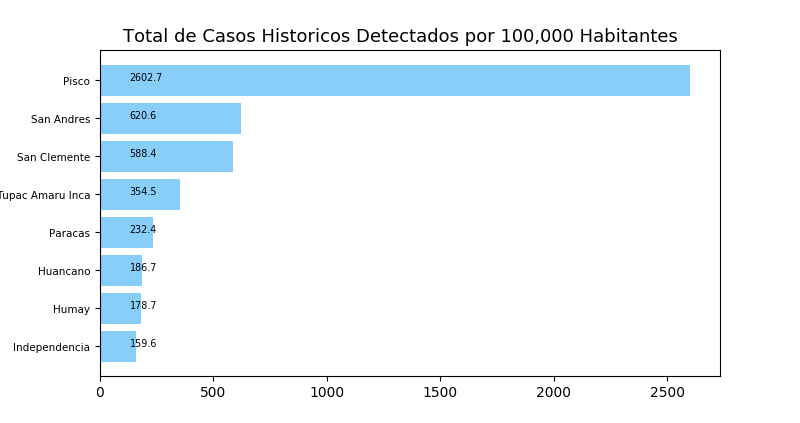 Total de Casos Historicos Detectados por 100,000 Habitantes
Pisco 2602.7
San Andres 620.6
San Clemente 588.4
Tupac Amaru Inca 354.5
Paracas 232.4
Huancano 186.7
Humay 178.7
Independencia 159.6
0 500 1000 1500 2000 2500